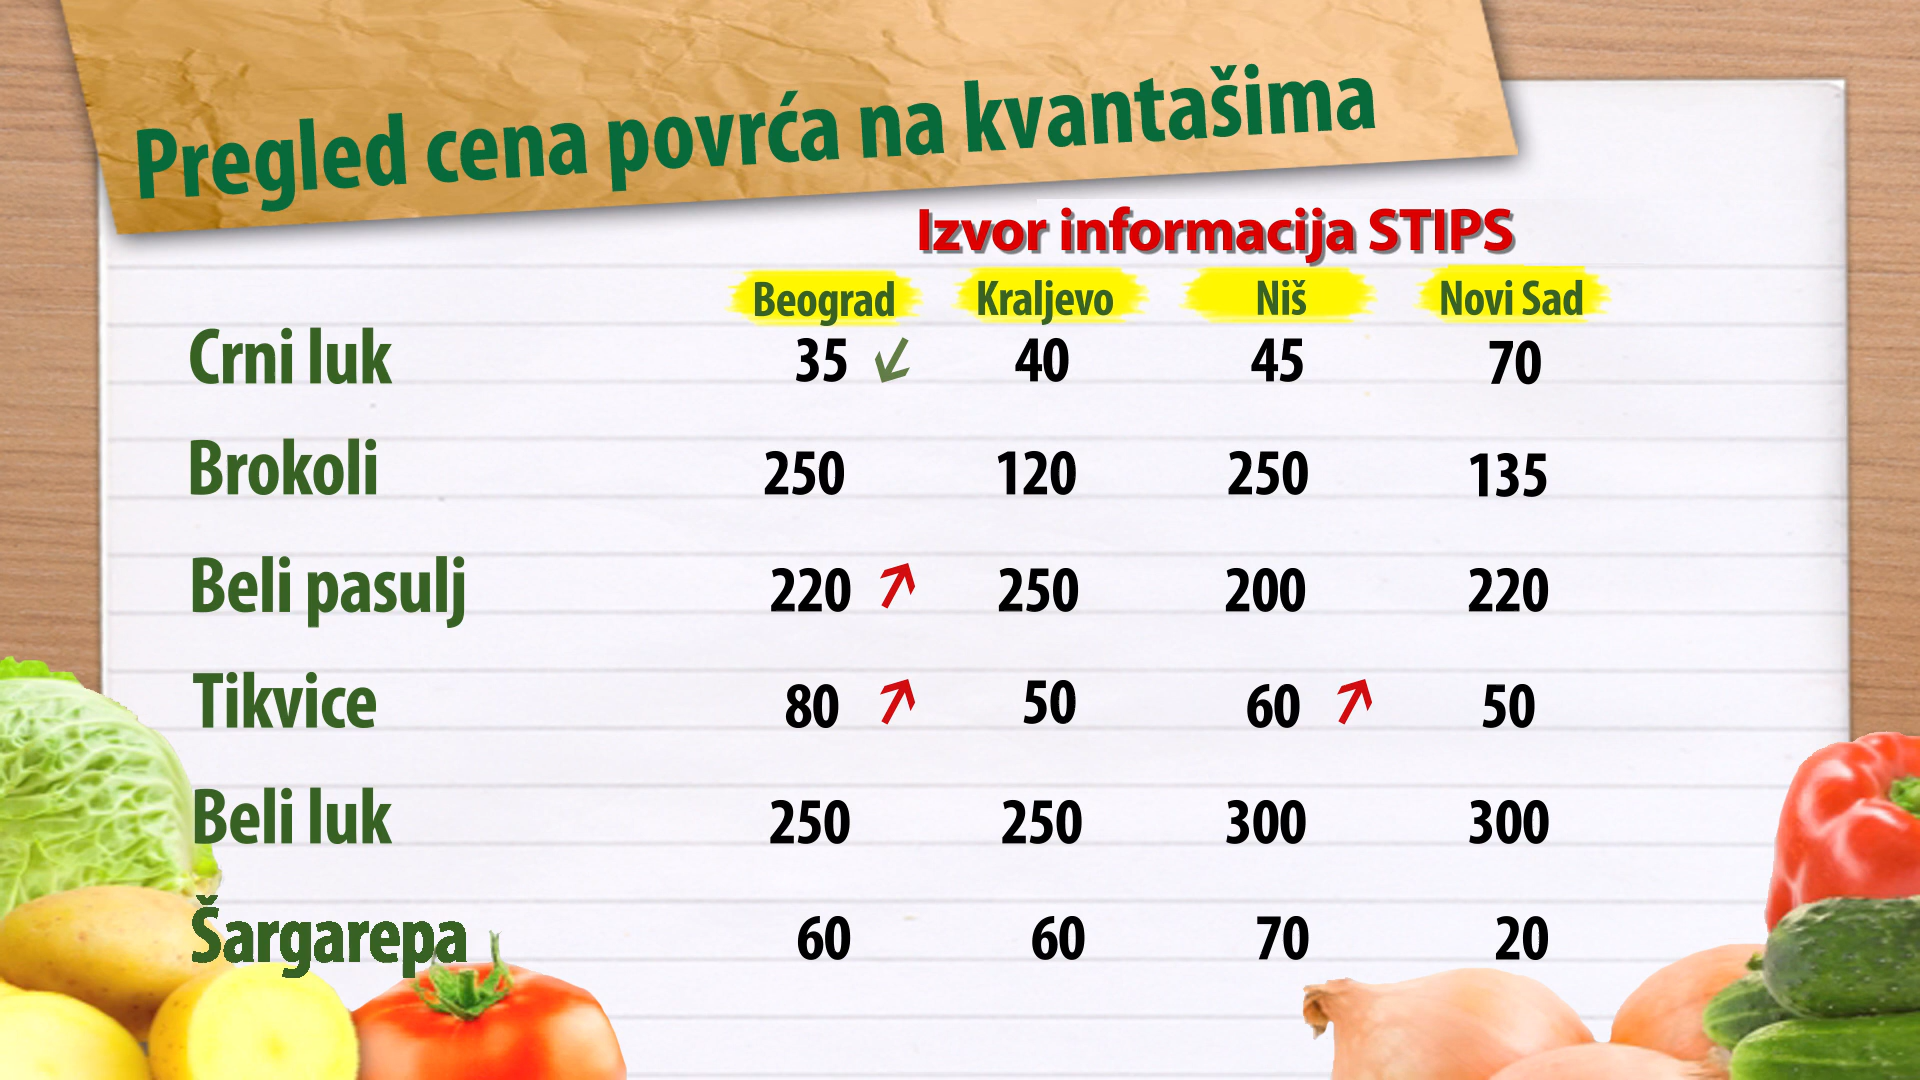 Pregled cena povrća na kvantašima
Izvor informacija STIPS
Beograd Kraljevo Niš Novi Sad
Crni luk 35 40 45 70
Brokoli 250 120 250 135
Beli pasulj 220 250 200 220
Tikvice 80 50 60 50
Beli luk 250 250 300 300
Šargarepa 60 60 70 20